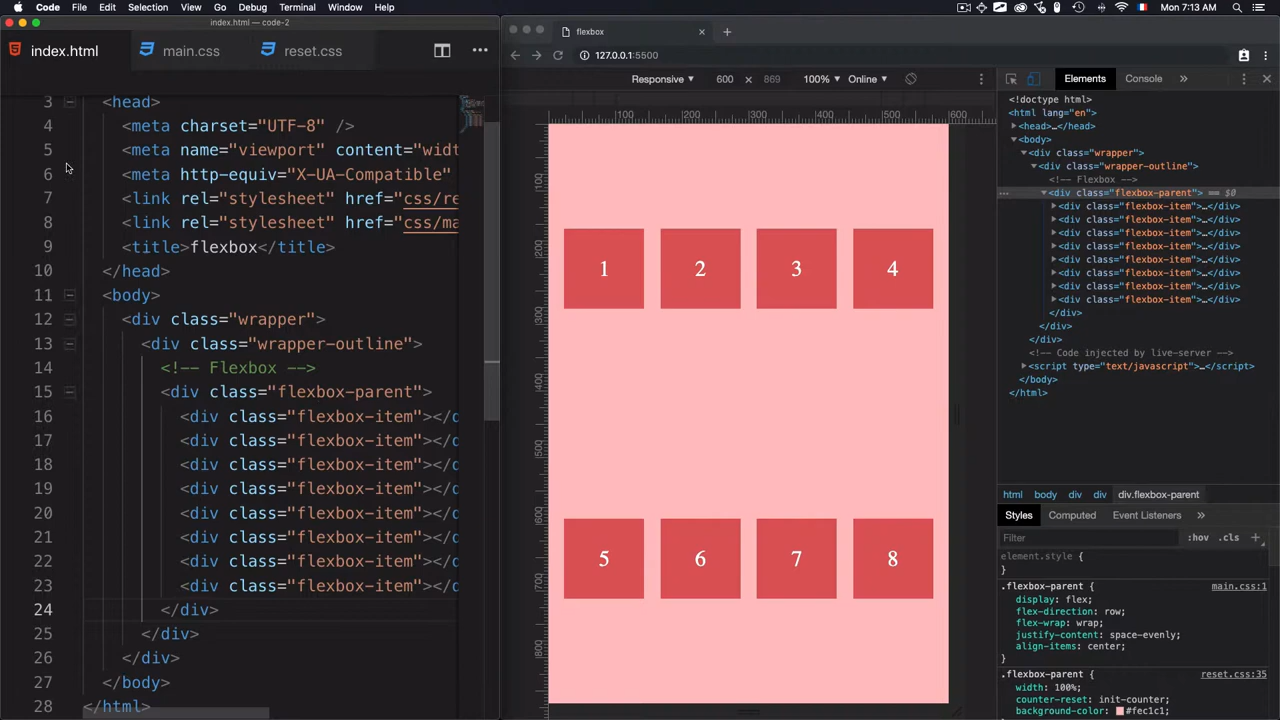 Code File Edit Selection View Go Debug Terminal Window Help
7:13 AM
index.html — code-2
index.html
main.css
reset.css
3 <head>
4 <meta charset="UTF-8" />
5 <meta name="viewport" content="widt
6 <meta http-equiv="X-UA-Compatible"
7 <link rel="stylesheet" href="css/re
8 <link rel="stylesheet" href="css/ma
9 <title>flexbox</title>
10 </head>
11 <body>
12 <div class="wrapper">
13 <div class="wrapper-outline">
14 <!-- Flexbox -->
15 <div class="flexbox-parent">
16 <div class="flexbox-item"></d
17 <div class="flexbox-item"></d
18 <div class="flexbox-item"></d
19 <div class="flexbox-item"></d
20 <div class="flexbox-item"></d
21 <div class="flexbox-item"></d
22 <div class="flexbox-item"></d
23 <div class="flexbox-item"></d
24 </div>
25 </div>
26 </div>
27 </body>
28 </html>
flexbox
127.0.0.1:5500
Responsive 600 × 869 100% Online
100 200 300 400 500 600
100
200
300
400
500
600
700
800
1 2 3 4
5 6 7 8
Elements Console
<!doctype html>
<html lang="en">
<head>…</head>
<body>
<div class="wrapper">
<div class="wrapper-outline">
<!-- Flexbox -->
<div class="flexbox-parent"> == $0
<div class="flexbox-item">…</div>
<div class="flexbox-item">…</div>
<div class="flexbox-item">…</div>
<div class="flexbox-item">…</div>
<div class="flexbox-item">…</div>
<div class="flexbox-item">…</div>
<div class="flexbox-item">…</div>
<div class="flexbox-item">…</div>
</div>
</div>
</div>
<!-- Code injected by live-server -->
<script type="text/javascript">…</script>
</body>
</html>
html body div div div.flexbox-parent
Styles Computed Event Listeners
Filter :hov .cls +
element.style {
}
.flexbox-parent { main.css:1
display: flex;
flex-direction: row;
flex-wrap: wrap;
justify-content: space-evenly;
align-items: center;
}
.flexbox-parent { reset.css:35
width: 100%;
counter-reset: init-counter;
background-color: #fec1c1;